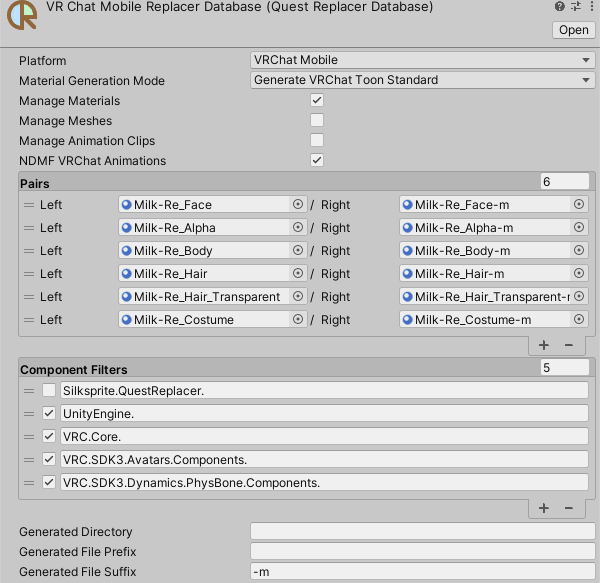 VR Chat Mobile Replacer Database (Quest Replacer Database)
Open
Platform VRChat Mobile
Material Generation Mode Generate VRChat Toon Standard
Manage Materials
Manage Meshes
Manage Animation Clips
NDMF VRChat Animations
Pairs 6
Left Milk-Re_Face / Right Milk-Re_Face-m
Left Milk-Re_Alpha / Right Milk-Re_Alpha-m
Left Milk-Re_Body / Right Milk-Re_Body-m
Left Milk-Re_Hair / Right Milk-Re_Hair-m
Left Milk-Re_Hair_Transparent / Right Milk-Re_Hair_Transparent-r
Left Milk-Re_Costume / Right Milk-Re_Costume-m
+ −
Component Filters 5
Silksprite.QuestReplacer.
UnityEngine.
VRC.Core.
VRC.SDK3.Avatars.Components.
VRC.SDK3.Dynamics.PhysBone.Components.
+ −
Generated Directory
Generated File Prefix
Generated File Suffix -m